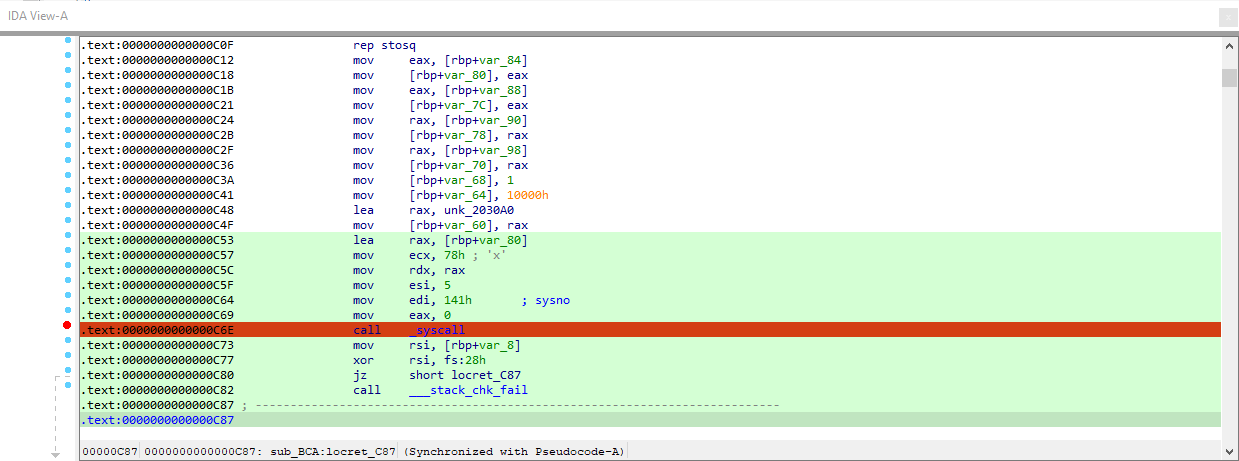 IDA View-A
.text:0000000000000C0F rep stosq
.text:0000000000000C12 mov eax, [rbp+var_84]
.text:0000000000000C18 mov [rbp+var_80], eax
.text:0000000000000C1B mov eax, [rbp+var_88]
.text:0000000000000C21 mov [rbp+var_7C], eax
.text:0000000000000C24 mov rax, [rbp+var_90]
.text:0000000000000C2B mov [rbp+var_78], rax
.text:0000000000000C2F mov rax, [rbp+var_98]
.text:0000000000000C36 mov [rbp+var_70], rax
.text:0000000000000C3A mov [rbp+var_68], 1
.text:0000000000000C41 mov [rbp+var_64], 10000h
.text:0000000000000C48 lea rax, unk_2030A0
.text:0000000000000C4F mov [rbp+var_60], rax
.text:0000000000000C53 lea rax, [rbp+var_80]
.text:0000000000000C57 mov ecx, 78h ; 'x'
.text:0000000000000C5C mov rdx, rax
.text:0000000000000C5F mov esi, 5
.text:0000000000000C64 mov edi, 141h ; sysno
.text:0000000000000C69 mov eax, 0
.text:0000000000000C6E call _syscall
.text:0000000000000C73 mov rsi, [rbp+var_8]
.text:0000000000000C77 xor rsi, fs:28h
.text:0000000000000C80 jz short locret_C87
.text:0000000000000C82 call ___stack_chk_fail
.text:0000000000000C87 ; ---------------------------------------------------------------------------
.text:0000000000000C87
00000C87 0000000000000C87: sub_BCA:locret_C87 (Synchronized with Pseudocode-A)